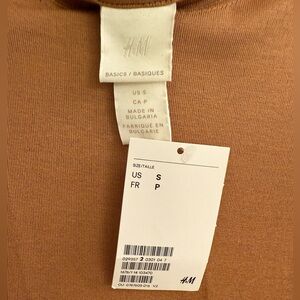 H&M
BASICS / BASIQUES
US S
CA P
MADE IN
BULGARIA
FABRIQUÉ EN
BULGARIE
SIZE/TAILLE
US S
FR P
H&M